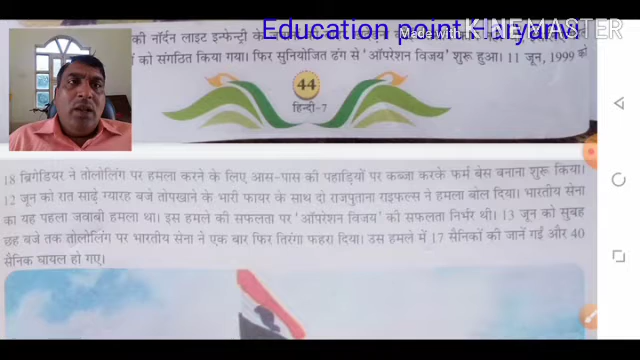 Education point Haryana
Made with KINEMASTER
की नॉर्दन लाइट इन्फेन्ट्री के
को संगठित किया गया। फिर सुनियोजित ढंग से 'ऑपरेशन विजय' शुरू हुआ। 11 जून, 1999 को
44
हिन्दी-7
18 ब्रिगेडियर ने तोलोलिंग पर हमला करने के लिए आस-पास की पहाड़ियों पर कब्जा करके फर्म बेस बनाना शुरू किया।
12 जून को रात साढ़े ग्यारह बजे तोपखाने के भारी फायर के साथ दो राजपुताना राइफल्स ने हमला बोल दिया। भारतीय सेना
का यह पहला जवाबी हमला था। इस हमले की सफलता पर 'ऑपरेशन विजय' की सफलता निर्भर थी। 13 जून को सुबह
छह बजे तक तोलोलिंग पर भारतीय सेना ने एक बार फिर तिरंगा फहरा दिया। उस हमले में 17 सैनिकों की जानें गईं और 40
सैनिक घायल हो गए।